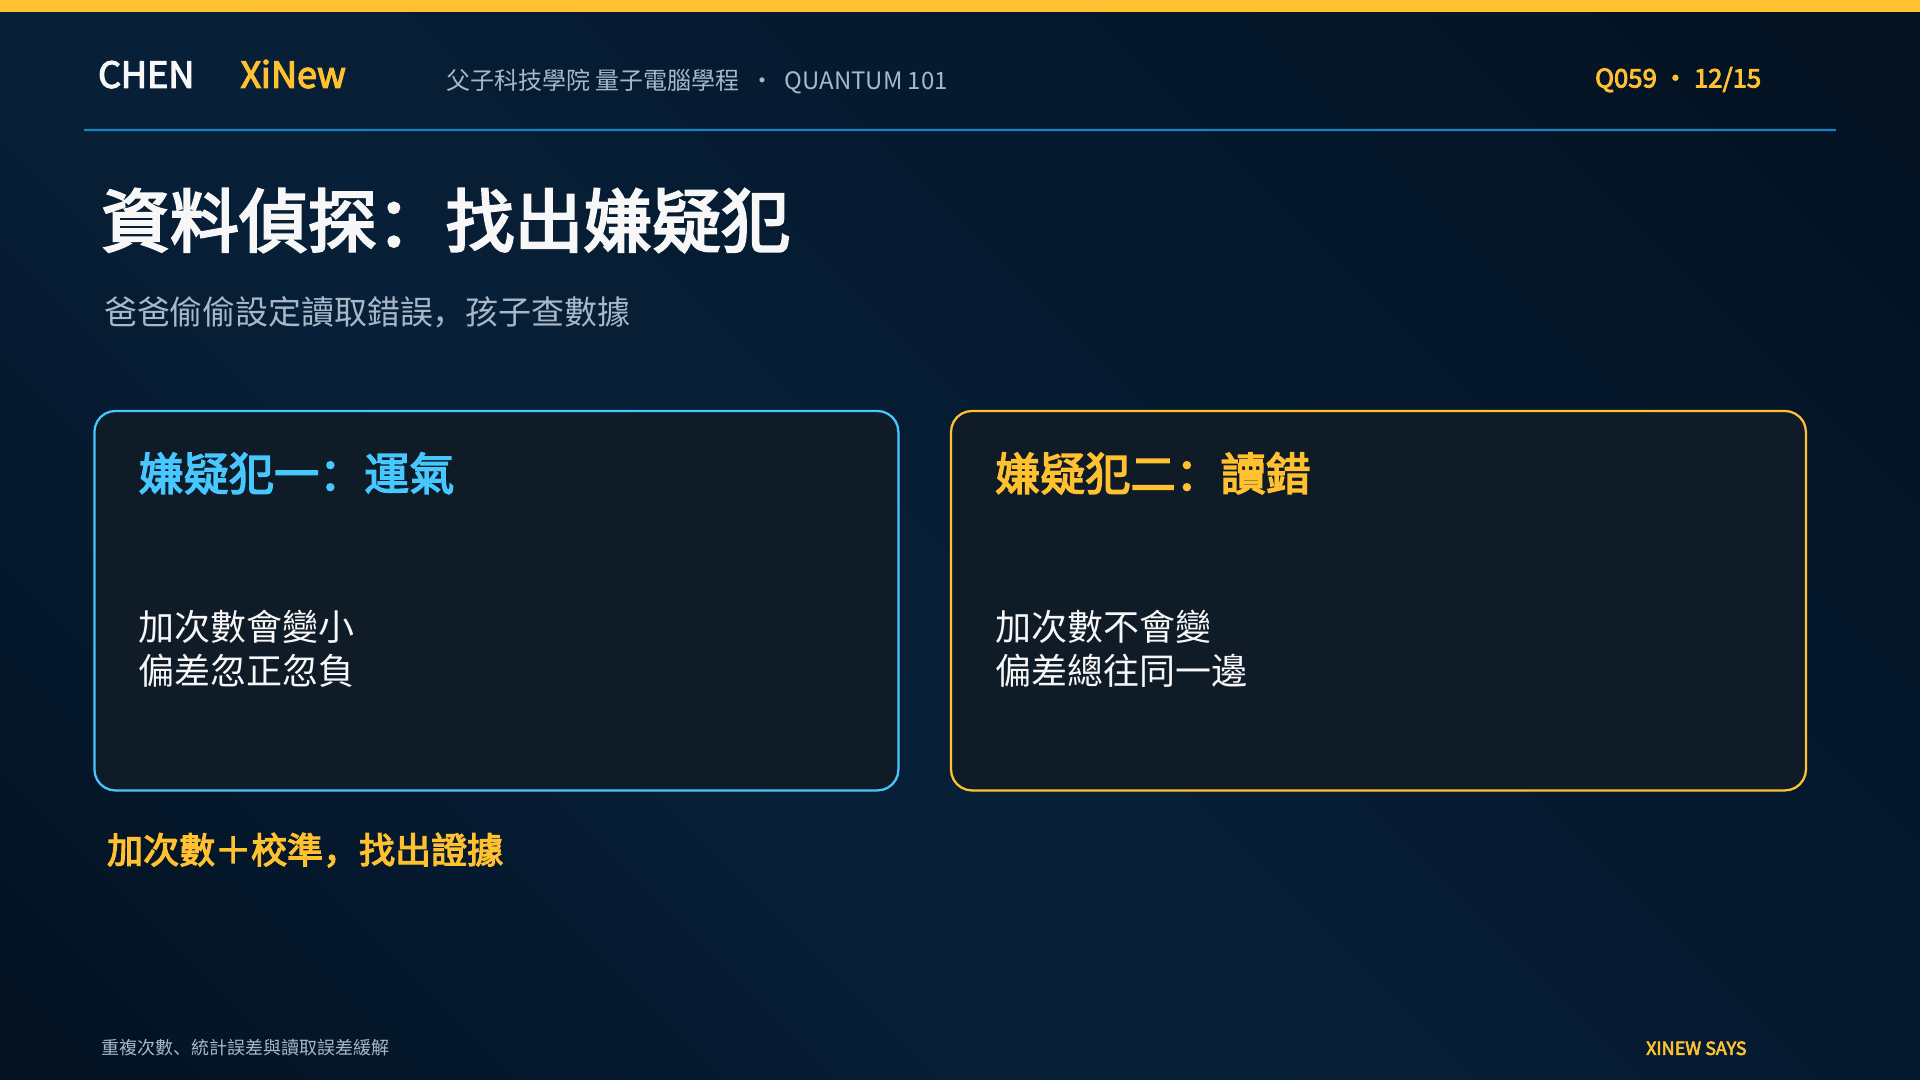 CHEN XiNew 父子科技學院 量子電腦學程 • QUANTUM 101 Q059 • 12/15
資料偵探：找出嫌疑犯
爸爸偷偷設定讀取錯誤，孩子查數據
嫌疑犯一：運氣
加次數會變小
偏差忽正忽負
嫌疑犯二：讀錯
加次數不會變
偏差總往同一邊
加次數＋校準，找出證據
重複次數、統計誤差與讀取誤差緩解
XINEW SAYS